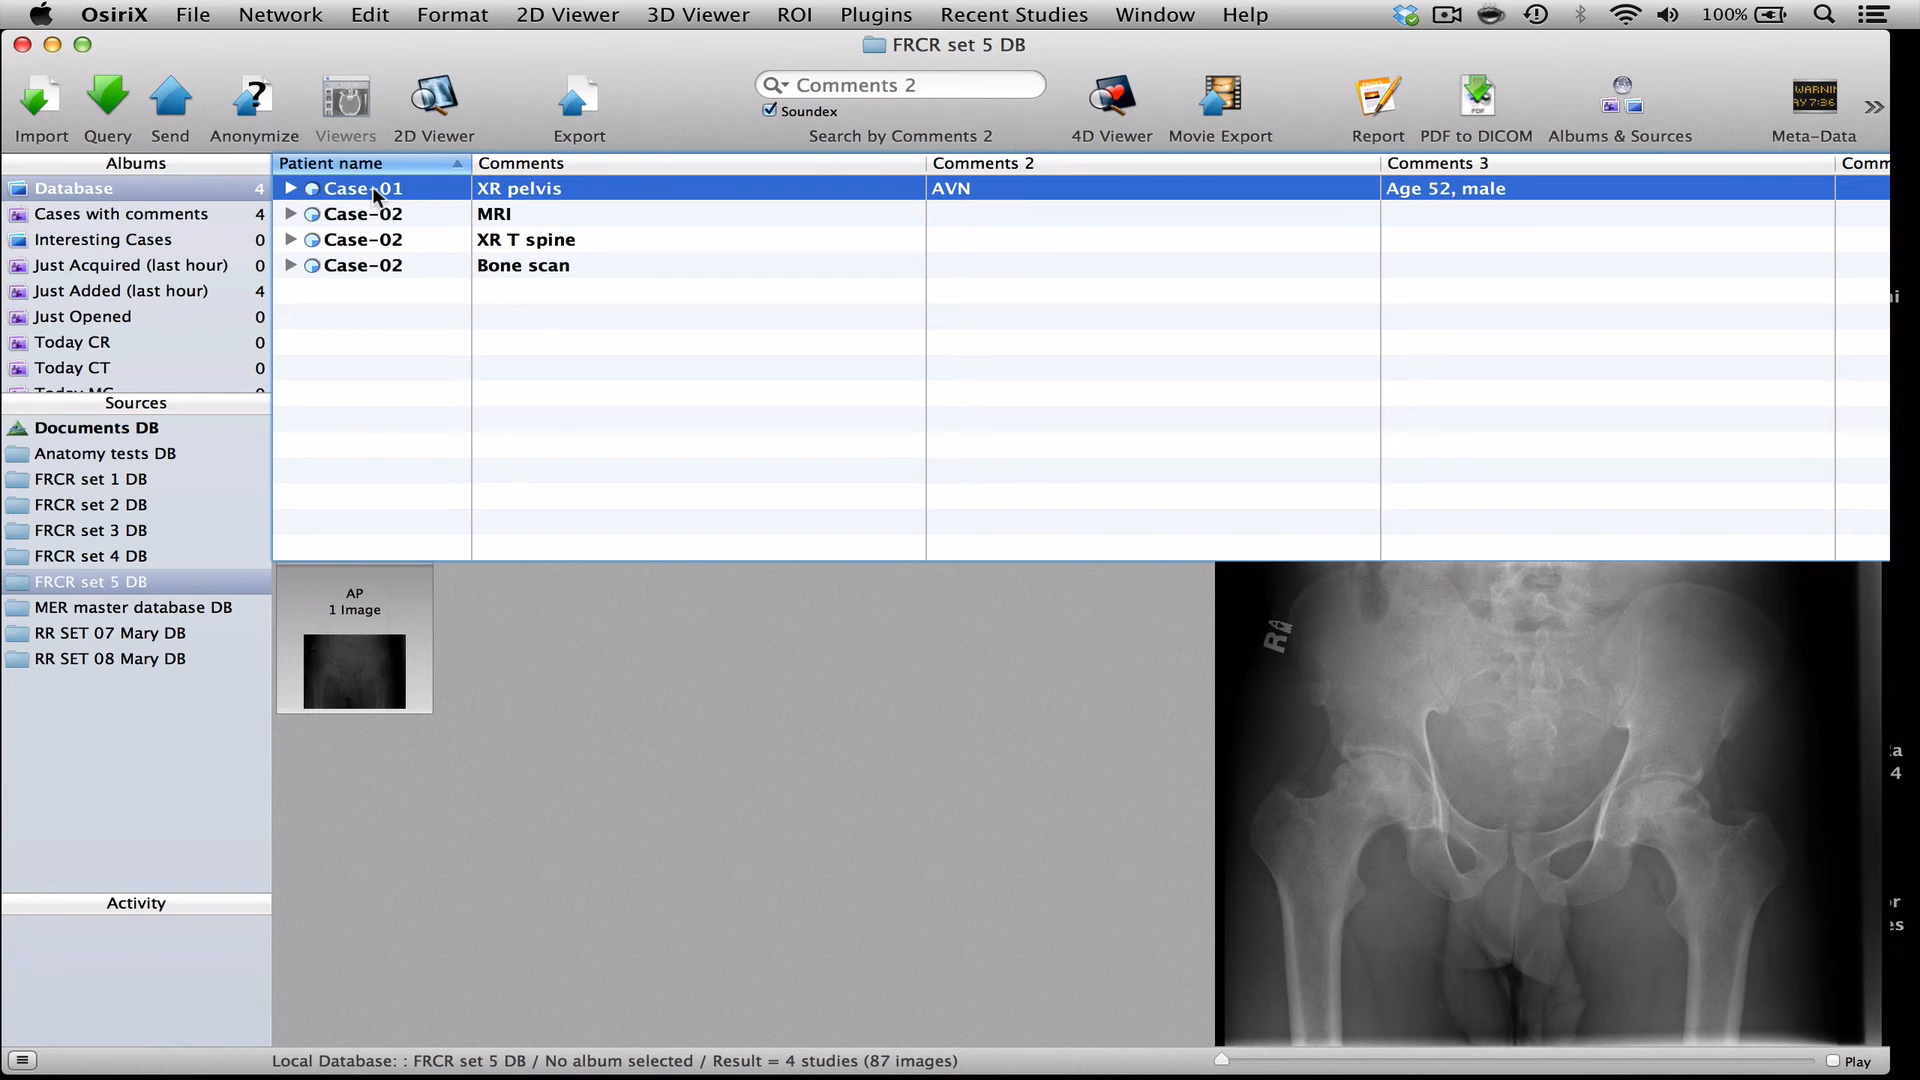 OsiriX File Network Edit Format 2D Viewer 3D Viewer ROI Plugins Recent Studies Window Help 100%
FRCR set 5 DB
Comments 2
Soundex
Import Query Send Anonymize Viewers 2D Viewer Export Search by Comments 2 4D Viewer Movie Export Report PDF to DICOM Albums & Sources Meta-Data
Albums
Database 4
Cases with comments 4
Interesting Cases 0
Just Acquired (last hour) 0
Just Added (last hour) 4
Just Opened 0
Today CR 0
Today CT 0
Sources
Documents DB
Anatomy tests DB
FRCR set 1 DB
FRCR set 2 DB
FRCR set 3 DB
FRCR set 4 DB
FRCR set 5 DB
MER master database DB
RR SET 07 Mary DB
RR SET 08 Mary DB
Activity
Patient name Comments Comments 2 Comments 3 Comm
Case-01 XR pelvis AVN Age 52, male
Case-02 MRI
Case-02 XR T spine
Case-02 Bone scan
AP
1 Image
R
Local Database: : FRCR set 5 DB / No album selected / Result = 4 studies (87 images)
Play